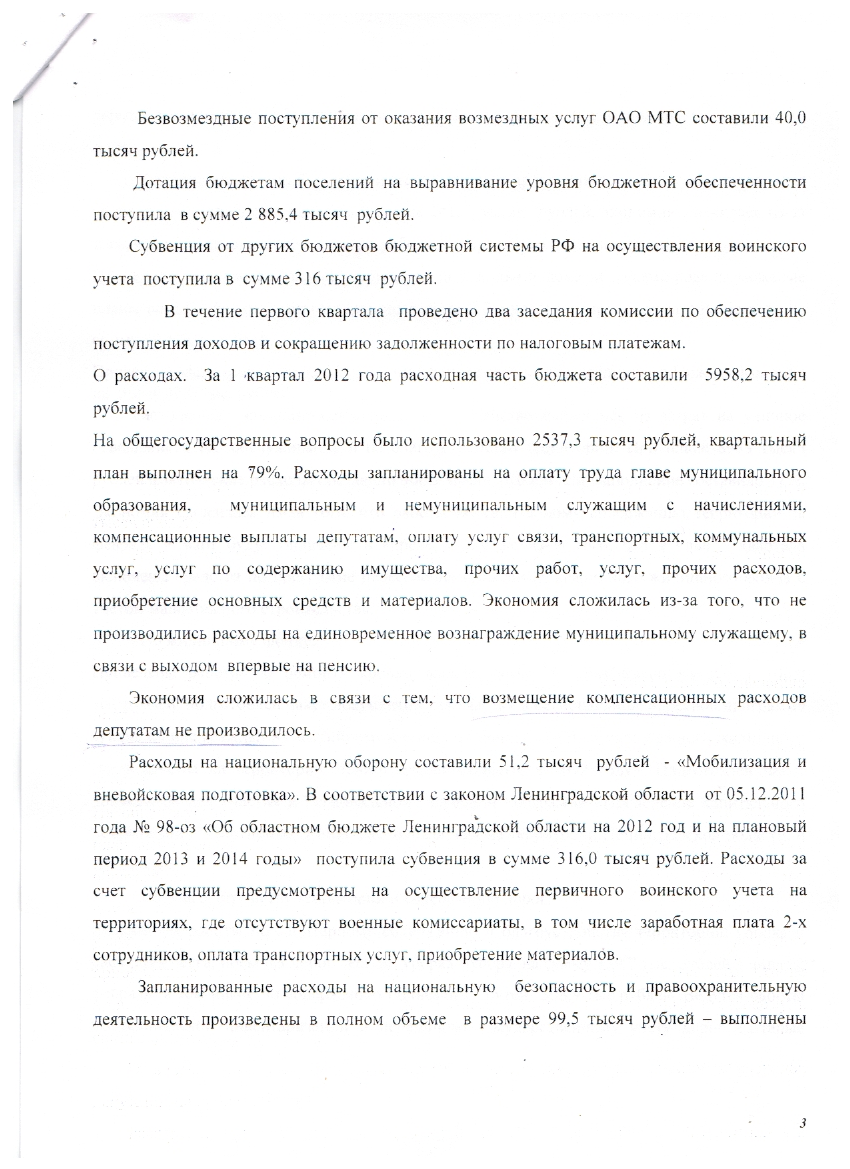 Безвозмездные поступления от оказания возмездных услуг ОАО МТС составили 40,0
тысяч рублей.
Дотация бюджетам поселений на выравнивание уровня бюджетной обеспеченности
поступила в сумме 2 885,4 тысяч рублей.
Субвенция от других бюджетов бюджетной системы РФ на осуществления воинского
учета поступила в сумме 316 тысяч рублей.
В течение первого квартала проведено два заседания комиссии по обеспечению
поступления доходов и сокращению задолженности по налоговым платежам.
О расходах. За 1 квартал 2012 года расходная часть бюджета составили 5958,2 тысяч
рублей.
На общегосударственные вопросы было использовано 2537,3 тысяч рублей, квартальный
план выполнен на 79%. Расходы запланированы на оплату труда главе муниципального
образования, муниципальным и немуниципальным служащим с начислениями,
компенсационные выплаты депутатам, оплату услуг связи, транспортных, коммунальных
услуг, услуг по содержанию имущества, прочих работ, услуг, прочих расходов,
приобретение основных средств и материалов. Экономия сложилась из-за того, что не
производились расходы на единовременное вознаграждение муниципальному служащему, в
связи с выходом впервые на пенсию.
Экономия сложилась в связи с тем, что возмещение компенсационных расходов
депутатам не производилось.
Расходы на национальную оборону составили 51,2 тысяч рублей - «Мобилизация и
вневойсковая подготовка». В соответствии с законом Ленинградской области от 05.12.2011
года № 98-оз «Об областном бюджете Ленинградской области на 2012 год и на плановый
период 2013 и 2014 годы» поступила субвенция в сумме 316,0 тысяч рублей. Расходы за
счет субвенции предусмотрены на осуществление первичного воинского учета на
территориях, где отсутствуют военные комиссариаты, в том числе заработная плата 2-х
сотрудников, оплата транспортных услуг, приобретение материалов.
Запланированные расходы на национальную безопасность и правоохранительную
деятельность произведены в полном объеме в размере 99,5 тысяч рублей – выполнены
3